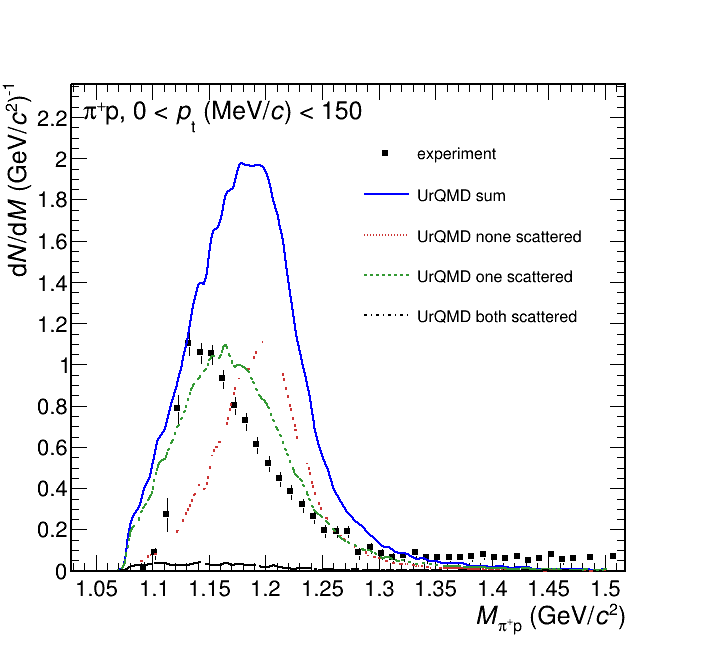 π⁺p, 0 < pₜ (MeV/c) < 150
dN/dM (GeV/c²)⁻¹
2.2
2
1.8
1.6
1.4
1.2
1
0.8
0.6
0.4
0.2
0
experiment
UrQMD sum
UrQMD none scattered
UrQMD one scattered
UrQMD both scattered
1.05 1.1 1.15 1.2 1.25 1.3 1.35 1.4 1.45 1.5
M_π⁺p (GeV/c²)